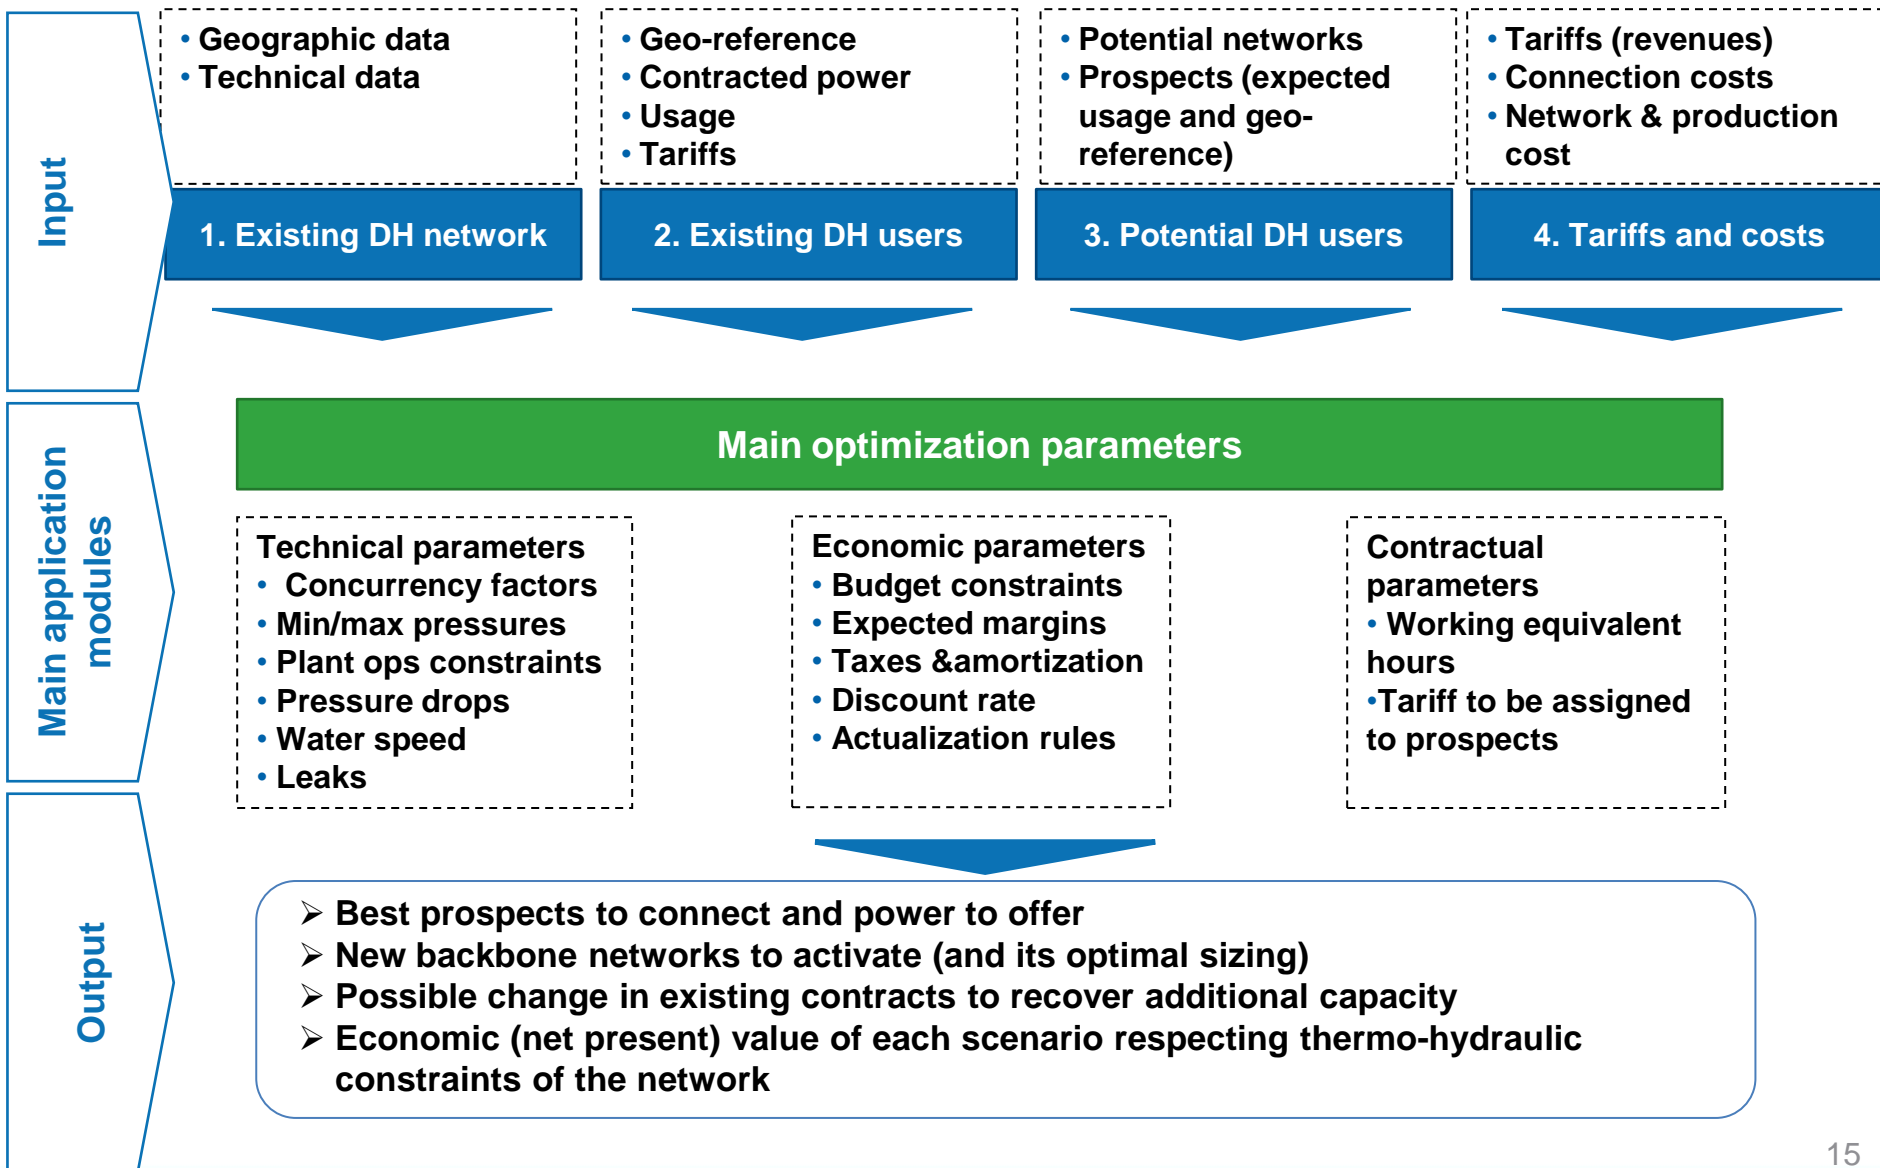 Input
• Geographic data
• Technical data
1. Existing DH network
• Geo-reference
• Contracted power
• Usage
• Tariffs
2. Existing DH users
• Potential networks
• Prospects (expected
usage and geo-
reference)
3. Potential DH users
• Tariffs (revenues)
• Connection costs
• Network & production
cost
4. Tariffs and costs
Main application
modules
Main optimization parameters
Technical parameters
• Concurrency factors
• Min/max pressures
• Plant ops constraints
• Pressure drops
• Water speed
• Leaks
Economic parameters
• Budget constraints
• Expected margins
• Taxes &amortization
• Discount rate
• Actualization rules
Contractual
parameters
• Working equivalent
hours
•Tariff to be assigned
to prospects
Output
➢ Best prospects to connect and power to offer
➢ New backbone networks to activate (and its optimal sizing)
➢ Possible change in existing contracts to recover additional capacity
➢ Economic (net present) value of each scenario respecting thermo-hydraulic
constraints of the network
15